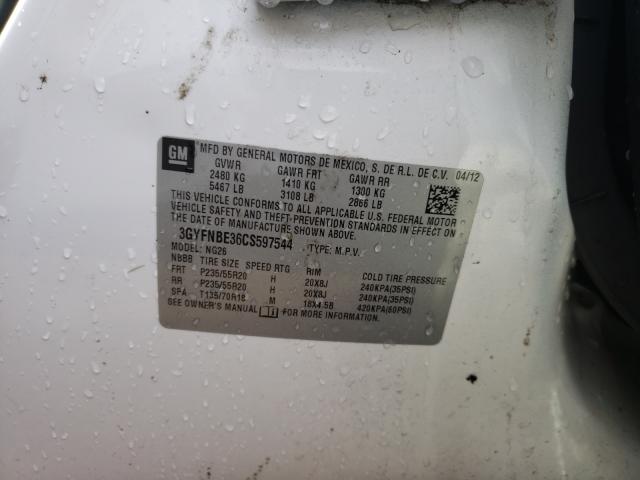 GM
MFD BY GENERAL MOTORS DE MEXICO, S. DE R.L. DE C.V. 04/12
GVWR GAWR FRT GAWR RR
2480 KG 1410 KG 1300 KG
5467 LB 3108 LB 2866 LB
THIS VEHICLE CONFORMS TO ALL APPLICABLE U.S. FEDERAL MOTOR
VEHICLE SAFETY AND THEFT-PREVENTION STANDARDS IN EFFECT ON
THE DATE OF MANUFACTURE SHOWN ABOVE.
3GYFNBE36CS597544 TYPE: M.P.V.
MODEL: NG26
NBBB TIRE SIZE SPEED RTG RIM COLD TIRE PRESSURE
FRT P235/55R20 H 20X8J 240KPA(35PSI)
RR P235/55R20 H 20X8J 240KPA(35PSI)
SPA T135/70R18 M 18X4.5B 420KPA(60PSI)
SEE OWNER'S MANUAL FOR MORE INFORMATION.